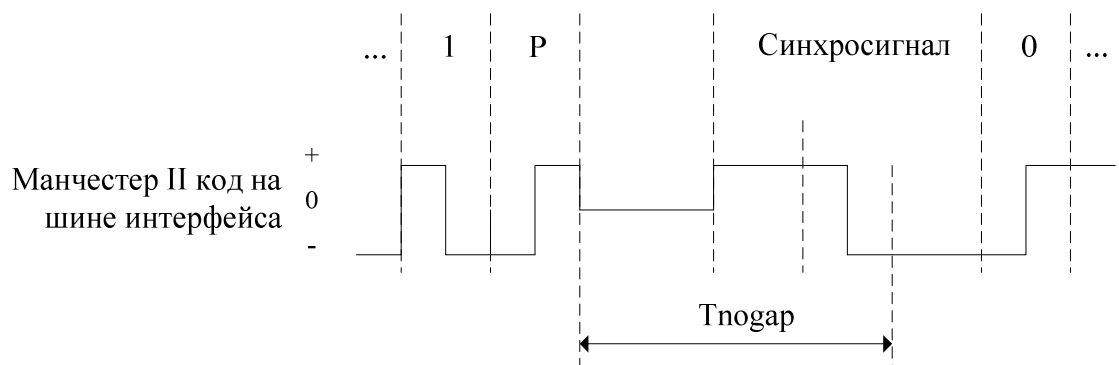 ... 1 P Синхросигнал 0 ...
Манчестер II код на
шине интерфейса
+
0
-
Tnogap